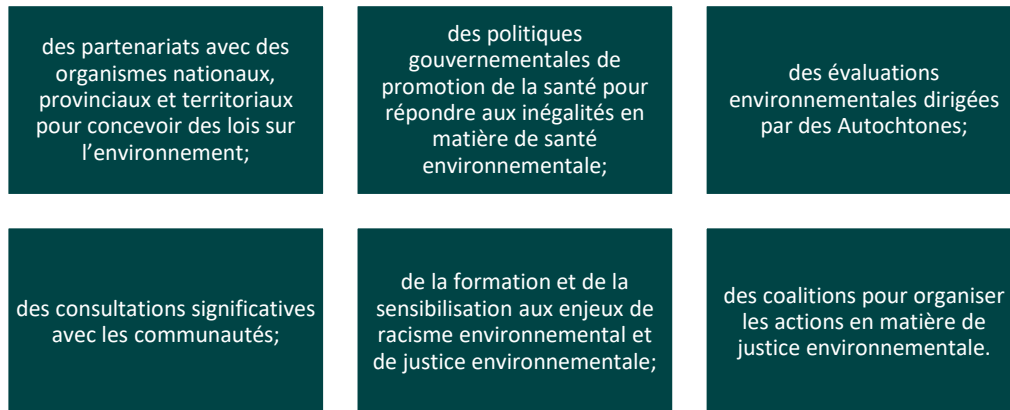 des partenariats avec des
organismes nationaux,
provinciaux et territoriaux
pour concevoir des lois sur
l’environnement;
des politiques
gouvernementales de
promotion de la santé pour
répondre aux inégalités en
matière de santé
environnementale;
des évaluations
environnementales dirigées
par des Autochtones;
des consultations significatives
avec les communautés;
de la formation et de la
sensibilisation aux enjeux de
racisme environnemental et
de justice environnementale;
des coalitions pour organiser
les actions en matière de
justice environnementale.